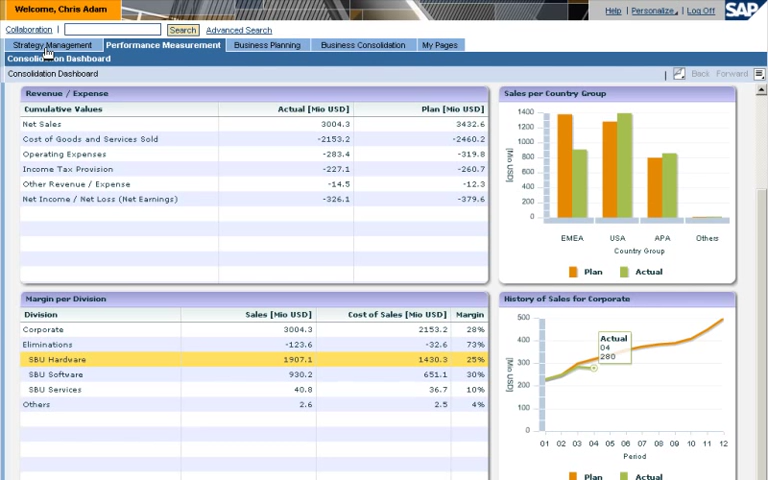 Welcome, Chris Adam
Help | Personalize | Log Off
SAP
Collaboration | Search Advanced Search
Strategy Management Performance Measurement Business Planning Business Consolidation My Pages
Consolidation Dashboard
Consolidation Dashboard | Back Forward
Revenue / Expense
Cumulative Values Actual [Mio USD] Plan [Mio USD]
Net Sales 3004.3 3432.6
Cost of Goods and Services Sold -2153.2 -2460.2
Operating Expenses -283.4 -319.8
Income Tax Provision -227.1 -260.7
Other Revenue / Expense -14.5 -12.3
Net Income / Net Loss (Net Earnings) -326.1 -379.6
Sales per Country Group
[Mio USD]
1400
1200
1000
800
600
400
200
0
EMEA USA APA Others
Country Group
Plan Actual
Margin per Division
Division Sales [Mio USD] Cost of Sales [Mio USD] Margin
Corporate 3004.3 2153.2 28%
Eliminations -123.6 -32.6 73%
SBU Hardware 1907.1 1430.3 25%
SBU Software 930.2 651.1 30%
SBU Services 40.8 36.7 10%
Others 2.6 2.5 4%
History of Sales for Corporate
[Mio USD]
500
400
300
200
100
0
Actual
04
280
01 02 03 04 05 06 07 08 09 10 11 12
Period
Plan Actual